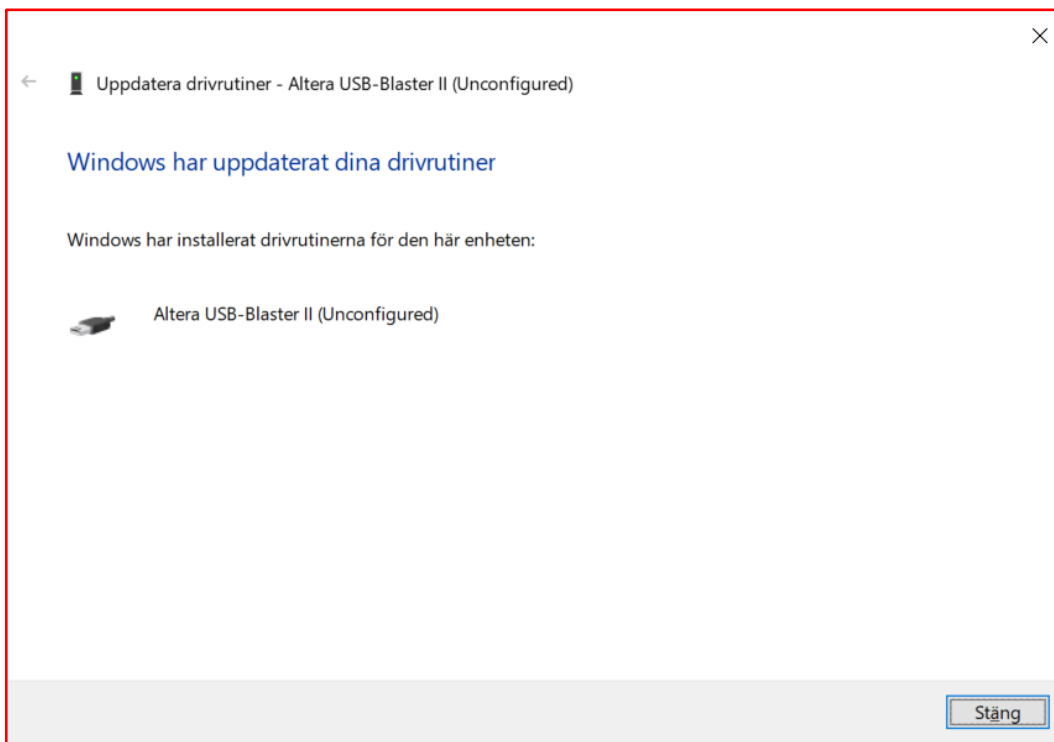 Uppdatera drivrutiner - Altera USB-Blaster II (Unconfigured)
Windows har uppdaterat dina drivrutiner
Windows har installerat drivrutinerna för den här enheten:
Altera USB-Blaster II (Unconfigured)
Stäng